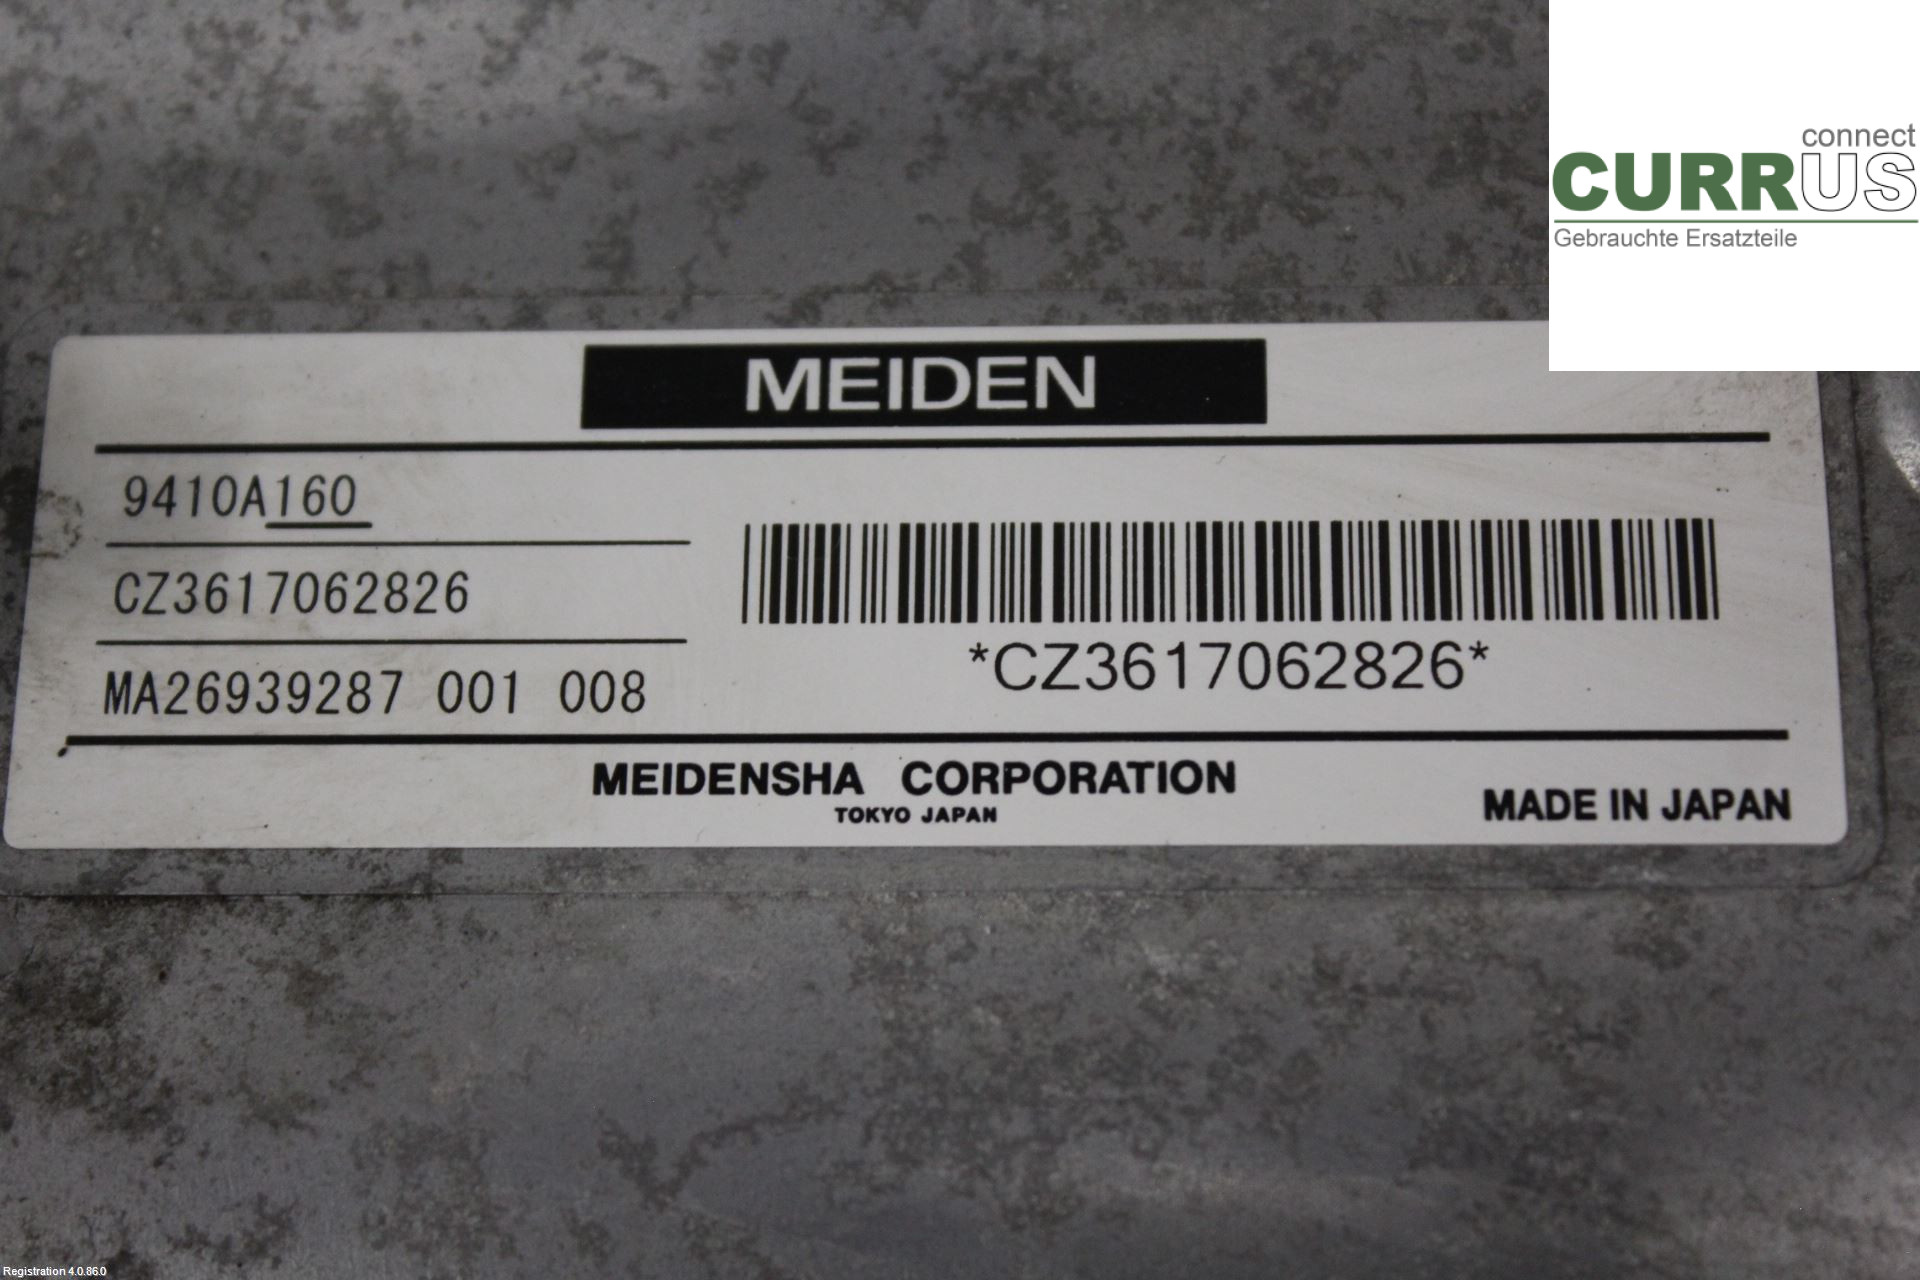 connect
CURRUS
Gebrauchte Ersatzteile
MEIDEN
9410A160
CZ3617062826
MA26939287 001 008
*CZ3617062826*
MEIDENSHA CORPORATION
TOKYO JAPAN
MADE IN JAPAN
Registration 4.0.86.0